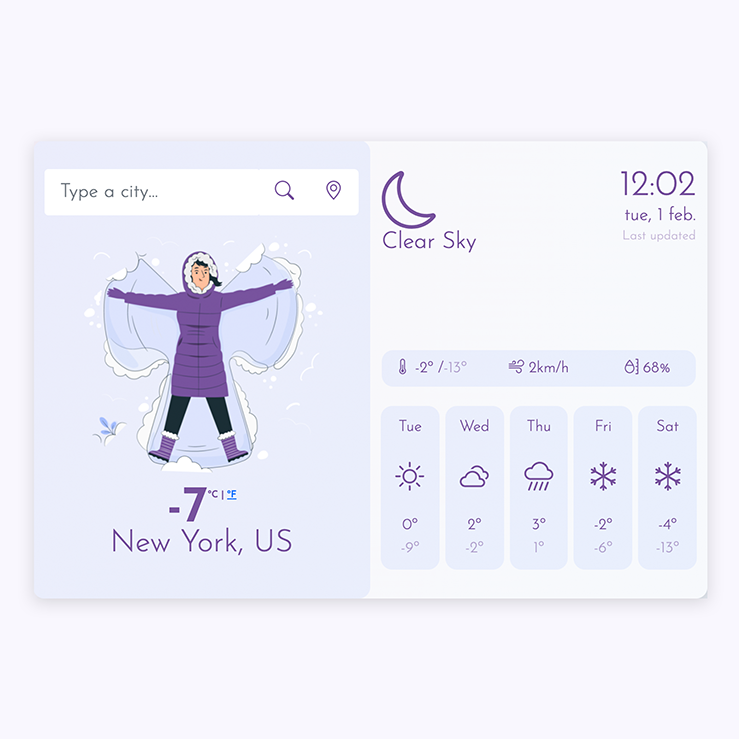 Type a city...
-7 °C | °F
New York, US
Clear Sky
12:02
tue, 1 feb.
Last updated
-2° /-13° 2km/h 68%
Tue Wed Thu Fri Sat
0° 2° 3° -2° -4°
-9° -2° 1° -6° -13°